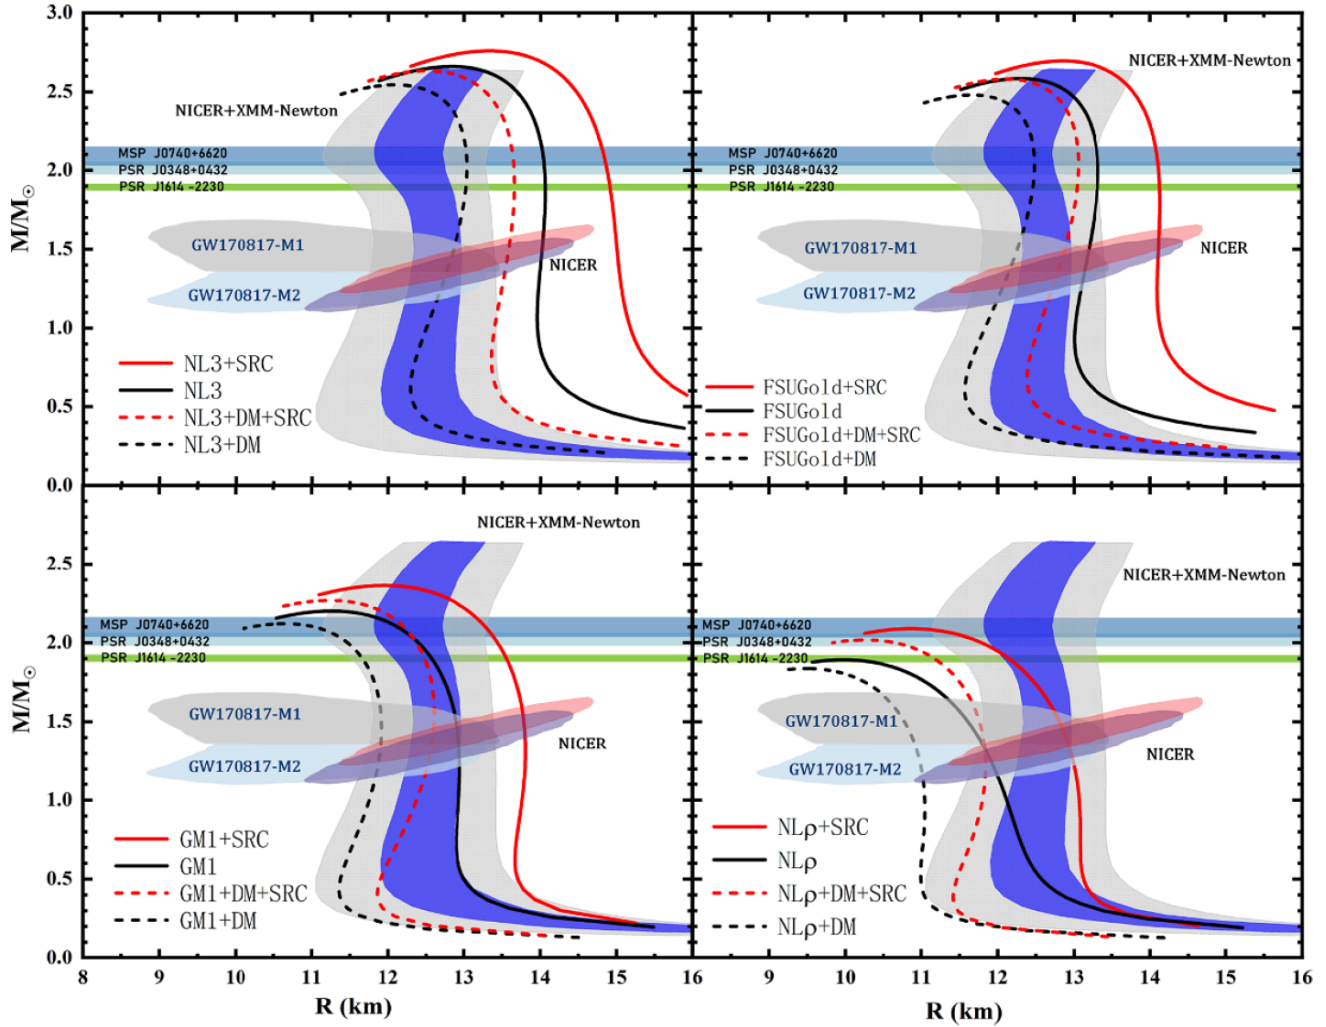 3.0
2.5
2.0
1.5
1.0
0.5
0.0
M/M☉
NICER+XMM-Newton
MSP J0740+6620
PSR J0348+0432
PSR J1614 -2230
GW170817-M1
GW170817-M2
NICER
NL3+SRC
NL3
NL3+DM+SRC
NL3+DM
NICER+XMM-Newton
MSP J0740+6620
PSR J0348+0432
PSR J1614 -2230
GW170817-M1
GW170817-M2
NICER
FSUGold+SRC
FSUGold
FSUGold+DM+SRC
FSUGold+DM
2.5
2.0
1.5
1.0
0.5
0.0
M/M☉
NICER+XMM-Newton
MSP J0740+6620
PSR J0348+0432
PSR J1614 -2230
GW170817-M1
GW170817-M2
NICER
GM1+SRC
GM1
GM1+DM+SRC
GM1+DM
8 9 10 11 12 13 14 15 16
R (km)
NICER+XMM-Newton
MSP J0740+6620
PSR J0348+0432
PSR J1614 -2230
GW170817-M1
GW170817-M2
NICER
NLρ+SRC
NLρ
NLρ+DM+SRC
NLρ+DM
9 10 11 12 13 14 15 16
R (km)